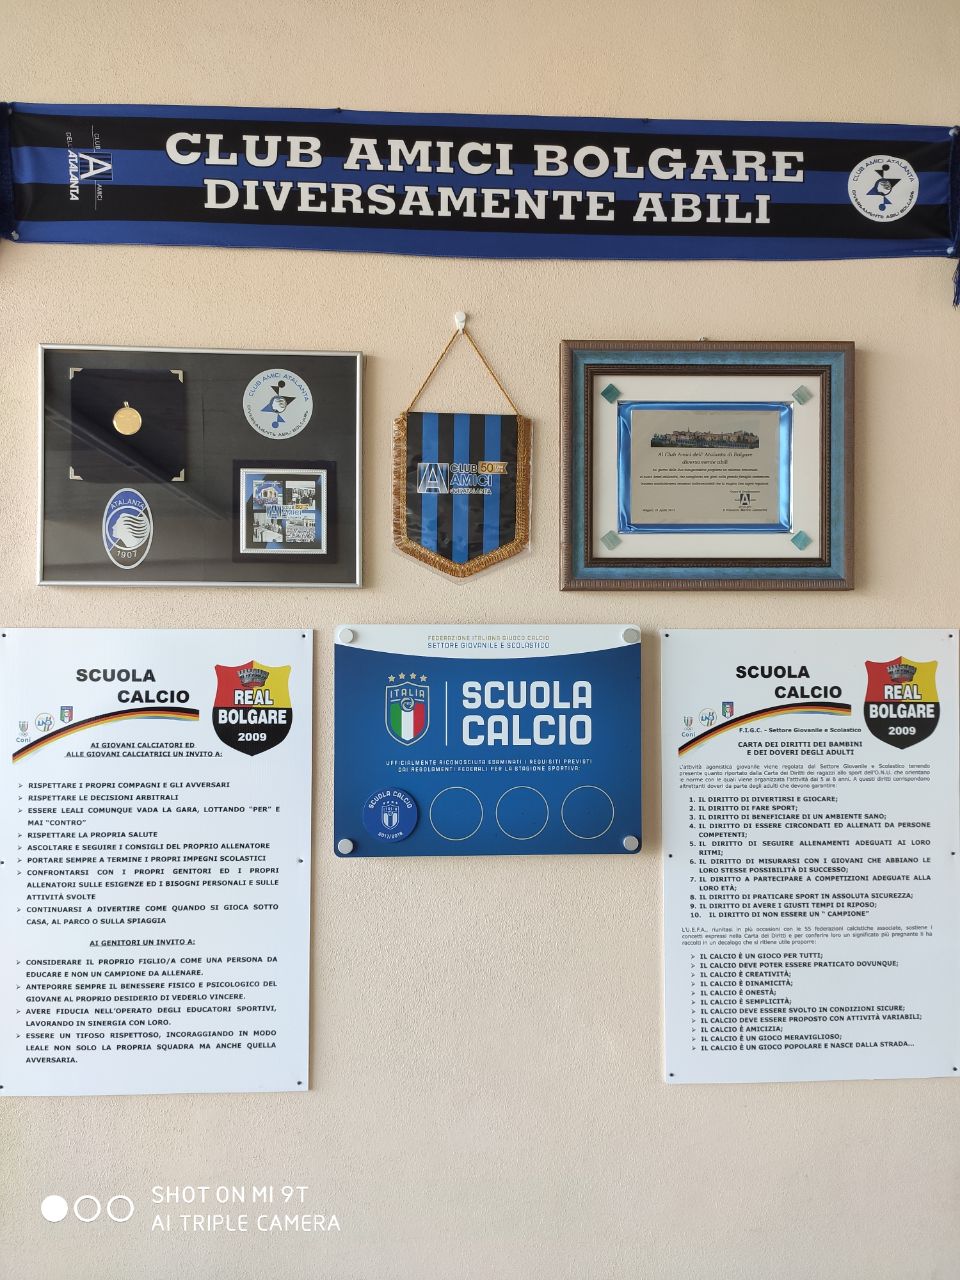 CLUB AMICI BOLGARE
DIVERSAMENTE ABILI
CLUB
AMICI
DELL'ATALANTA
CLUB AMICI ATALANTA
DIVERSAMENTE ABILI BOLGARE
CLUB AMICI ATALANTA
DIVERSAMENTE ABILI BOLGARE
ATALANTA
1907
CLUB 50
AMICI
dell'ATALANTA
Al Club Amici dell'Atalanta di Bolgare
diversamente abili
SCUOLA
CALCIO
REAL
BOLGARE
2009
Coni
AI GIOVANI CALCIATORI ED
ALLE GIOVANI CALCIATRICI UN INVITO A:
➢ RISPETTARE I PROPRI COMPAGNI E GLI AVVERSARI
➢ RISPETTARE LE DECISIONI ARBITRALI
➢ ESSERE LEALI COMUNQUE VADA LA GARA, LOTTANDO "PER" E
MAI "CONTRO"
➢ RISPETTARE LA PROPRIA SALUTE
➢ ASCOLTARE E SEGUIRE I CONSIGLI DEL PROPRIO ALLENATORE
➢ PORTARE SEMPRE A TERMINE I PROPRI IMPEGNI SCOLASTICI
➢ CONFRONTARSI CON I PROPRI GENITORI ED I PROPRI
ALLENATORI SULLE ESIGENZE ED I BISOGNI PERSONALI E SULLE
ATTIVITÀ SVOLTE
➢ CONTINUARSI A DIVERTIRE COME QUANDO SI GIOCA SOTTO
CASA, AL PARCO O SULLA SPIAGGIA
AI GENITORI UN INVITO A:
➢ CONSIDERARE IL PROPRIO FIGLIO/A COME UNA PERSONA DA
EDUCARE E NON UN CAMPIONE DA ALLENARE.
➢ ANTEPORRE SEMPRE IL BENESSERE FISICO E PSICOLOGICO DEL
GIOVANE AL PROPRIO DESIDERIO DI VEDERLO VINCERE.
➢ AVERE FIDUCIA NELL'OPERATO DEGLI EDUCATORI SPORTIVI,
LAVORANDO IN SINERGIA CON LORO.
➢ ESSERE UN TIFOSO RISPETTOSO, INCORAGGIANDO IN MODO
LEALE NON SOLO LA PROPRIA SQUADRA MA ANCHE QUELLA
AVVERSARIA.
FEDERAZIONE ITALIANA GIUOCO CALCIO
SETTORE GIOVANILE E SCOLASTICO
ITALIA
SCUOLA
CALCIO
UFFICIALMENTE RICONOSCIUTA ESAMINATI I REQUISITI PREVISTI
DAI REGOLAMENTI FEDERALI PER LA STAGIONE SPORTIVA:
SCUOLA CALCIO
2017/2018
SCUOLA
CALCIO
REAL
BOLGARE
2009
Coni
F.I.G.C. - Settore Giovanile e Scolastico
CARTA DEI DIRITTI DEI BAMBINI
E DEI DOVERI DEGLI ADULTI
L'attività agonistica giovanile viene regolata dal Settore Giovanile e Scolastico tenendo
presente quanto riportato dalla Carta dei Diritti dei ragazzi allo sport dell'O.N.U. che orientano
le norme con le quali viene organizzata l'attività dai 5 ai 8 anni. A questi diritti corrispondano
altrettanti doveri da parte degli adulti che devono garantire:
1. IL DIRITTO DI DIVERTIRSI E GIOCARE;
2. IL DIRITTO DI FARE SPORT;
3. IL DIRITTO DI BENEFICIARE DI UN AMBIENTE SANO;
4. IL DIRITTO DI ESSERE CIRCONDATI ED ALLENATI DA PERSONE
COMPETENTI;
5. IL DIRITTO DI SEGUIRE ALLENAMENTI ADEGUATI AI LORO
RITMI;
6. IL DIRITTO DI MISURARSI CON I GIOVANI CHE ABBIANO LE
LORO STESSE POSSIBILITÀ DI SUCCESSO;
7. IL DIRITTO A PARTECIPARE A COMPETIZIONI ADEGUATE ALLA
LORO ETÀ;
8. IL DIRITTO DI PRATICARE SPORT IN ASSOLUTA SICUREZZA;
9. IL DIRITTO DI AVERE I GIUSTI TEMPI DI RIPOSO;
10. IL DIRITTO DI NON ESSERE UN " CAMPIONE"
L'U.E.F.A., riunitasi in più occasioni con le 55 federazioni calcistiche associate, sostiene i
concetti espressi nella Carta dei Diritti e per conferire loro un significato più pregnante li ha
raccolti in un decalogo che si ritiene utile proporre:
➢ IL CALCIO È UN GIOCO PER TUTTI;
➢ IL CALCIO DEVE POTER ESSERE PRATICATO DOVUNQUE;
➢ IL CALCIO È CREATIVITÀ;
➢ IL CALCIO È DINAMICITÀ;
➢ IL CALCIO È ONESTÀ;
➢ IL CALCIO È SEMPLICITÀ;
➢ IL CALCIO DEVE ESSERE SVOLTO IN CONDIZIONI SICURE;
➢ IL CALCIO DEVE ESSERE PROPOSTO CON ATTIVITÀ VARIABILI;
➢ IL CALCIO È AMICIZIA;
➢ IL CALCIO È UN GIOCO MERAVIGLIOSO;
➢ IL CALCIO È UN GIOCO POPOLARE E NASCE DALLA STRADA...
SHOT ON MI 9T
AI TRIPLE CAMERA